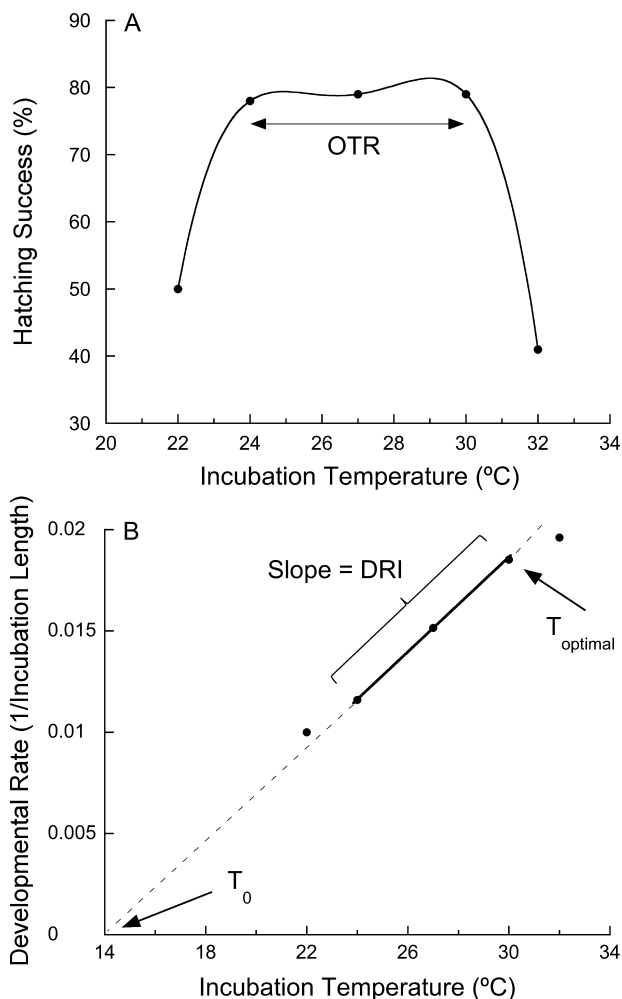 A
90
80
70
60
50
40
30
Hatching Success (%)
OTR
20 22 24 26 28 30 32 34
Incubation Temperature (ºC)
B
0.02
0.015
0.01
0.005
0
Developmental Rate (1/Incubation Length)
Slope = DRI
T optimal
T0
14 18 22 26 30 34
Incubation Temperature (ºC)